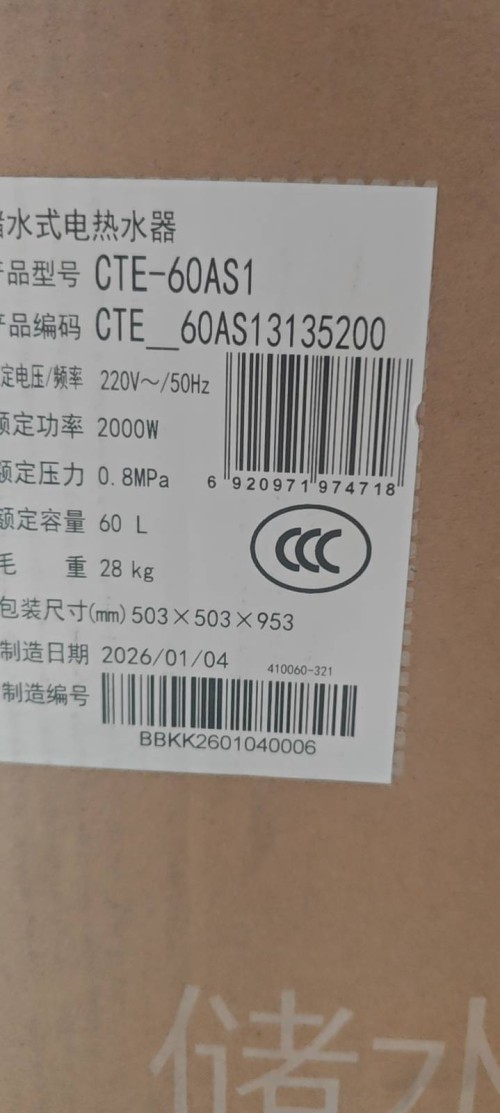 储水式电热水器
产品型号 CTE-60AS1
产品编码 CTE__60AS13135200
额定电压/频率 220V～/50Hz
额定功率 2000W
额定压力 0.8MPa
6 920971 974718
额定容量 60 L
CCC
毛 重 28 kg
包装尺寸(mm) 503×503×953
制造日期 2026/01/04
410060-321
制造编号
BBKK2601040006
储水